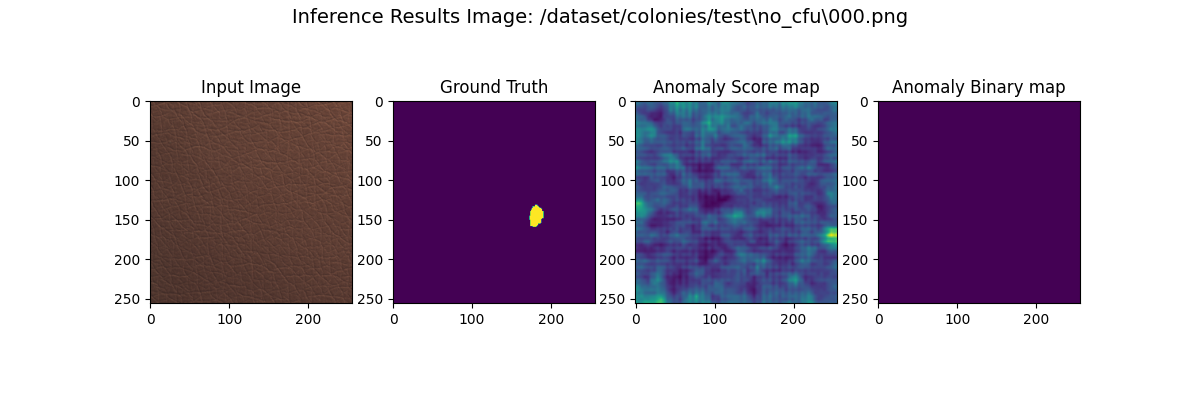 Inference Results Image: /dataset/colonies/test\no_cfu\000.png
Input Image
0
50
100
150
200
250
0 100 200
Ground Truth
0
50
100
150
200
250
0 100 200
Anomaly Score map
0
50
100
150
200
250
0 100 200
Anomaly Binary map
0
50
100
150
200
250
0 100 200